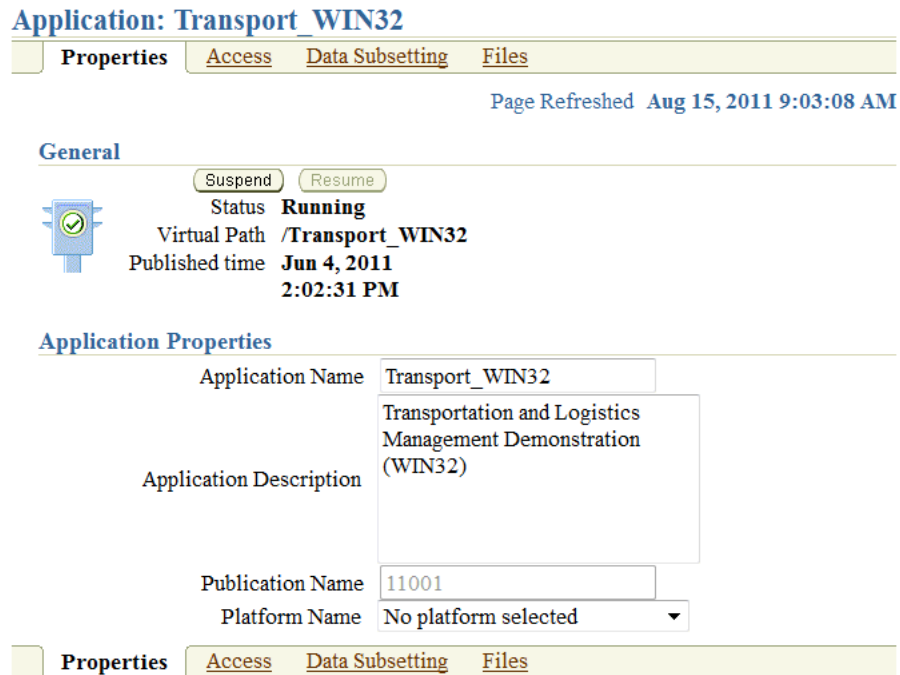 Application: Transport_WIN32
Properties Access Data Subsetting Files
Page Refreshed Aug 15, 2011 9:03:08 AM
General
Suspend Resume
Status Running
Virtual Path /Transport_WIN32
Published time Jun 4, 2011
2:02:31 PM
Application Properties
Application Name Transport_WIN32
Transportation and Logistics
Management Demonstration
(WIN32)
Application Description
Publication Name 11001
Platform Name No platform selected
Properties Access Data Subsetting Files